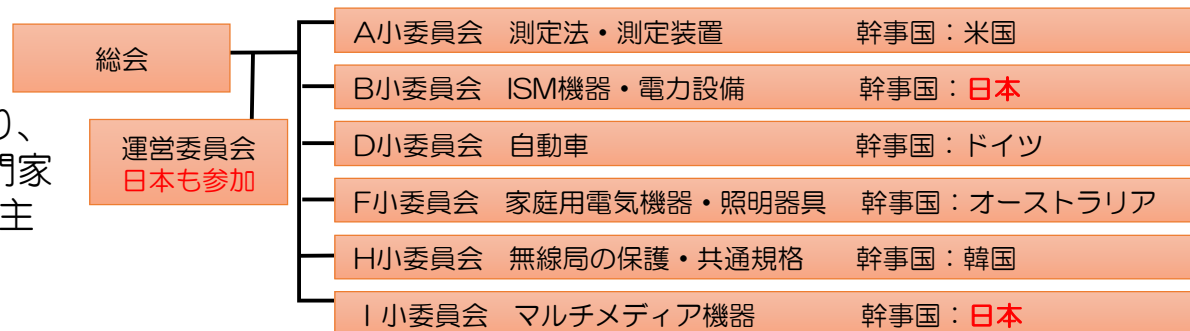 総会
運営委員会
日本も参加
り、
門家
主
A小委員会 測定法・測定装置 幹事国：米国
B小委員会 ISM機器・電力設備 幹事国：日本
D小委員会 自動車 幹事国：ドイツ
F小委員会 家庭用電気機器・照明器具 幹事国：オーストラリア
H小委員会 無線局の保護・共通規格 幹事国：韓国
I小委員会 マルチメディア機器 幹事国：日本